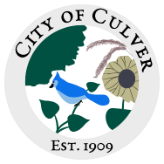 CITY OF CULVER
EST. 1909